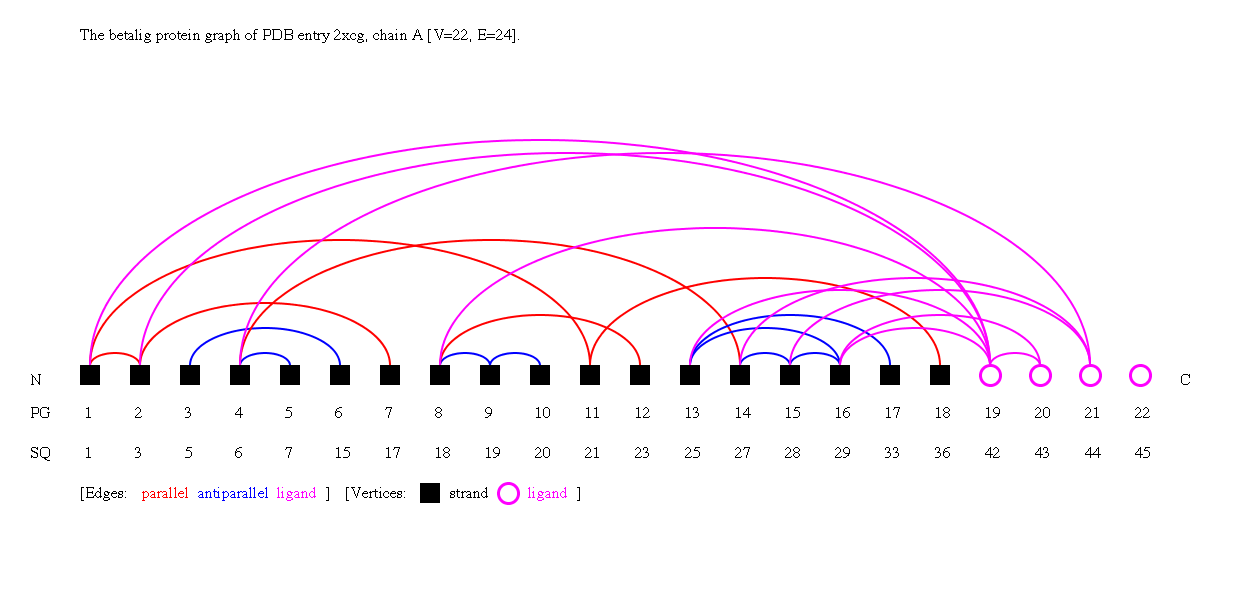 The betalig protein graph of PDB entry 2xcg, chain A [V=22, E=24].
N C
PG 1 2 3 4 5 6 7 8 9 10 11 12 13 14 15 16 17 18 19 20 21 22
SQ 1 3 5 6 7 15 17 18 19 20 21 23 25 27 28 29 33 36 42 43 44 45
[Edges: parallel antiparallel ligand ] [Vertices: strand ligand ]